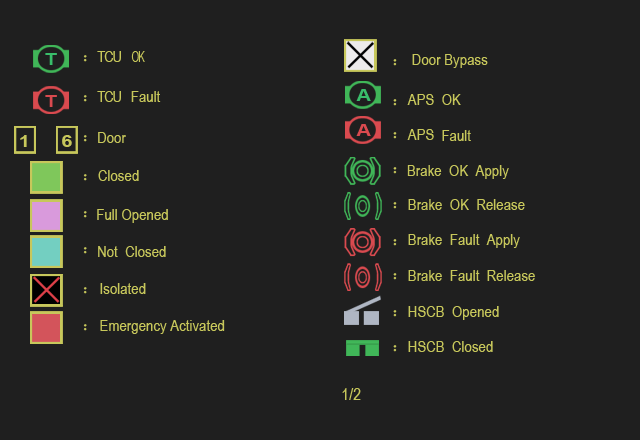 T : TCU OK
T : TCU Fault
1 6 : Door
: Closed
: Full Opened
: Not Closed
: Isolated
: Emergency Activated
: Door Bypass
A : APS OK
A : APS Fault
: Brake OK Apply
: Brake OK Release
: Brake Fault Apply
: Brake Fault Release
: HSCB Opened
: HSCB Closed
1/2